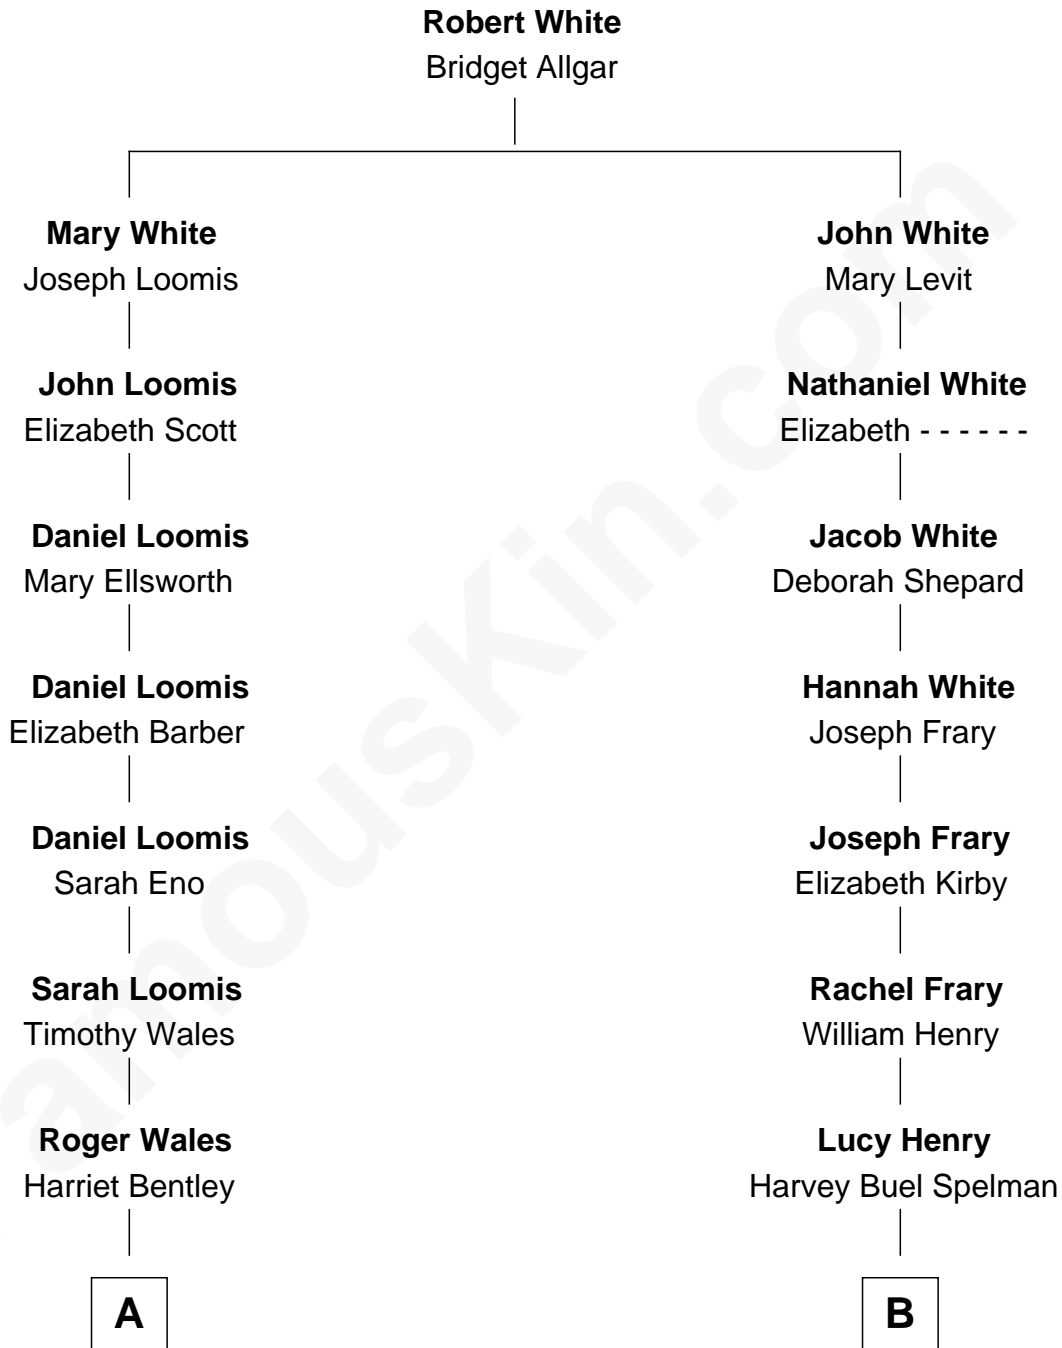 Robert White
Bridget Allgar
Mary White
Joseph Loomis
John White
Mary Levit
John Loomis
Elizabeth Scott
Nathaniel White
Elizabeth - - - - - -
Daniel Loomis
Mary Ellsworth
Jacob White
Deborah Shepard
Daniel Loomis
Elizabeth Barber
Hannah White
Joseph Frary
Daniel Loomis
Sarah Eno
Joseph Frary
Elizabeth Kirby
Sarah Loomis
Timothy Wales
Rachel Frary
William Henry
Roger Wales
Harriet Bentley
Lucy Henry
Harvey Buel Spelman
A
B
amousKin.com